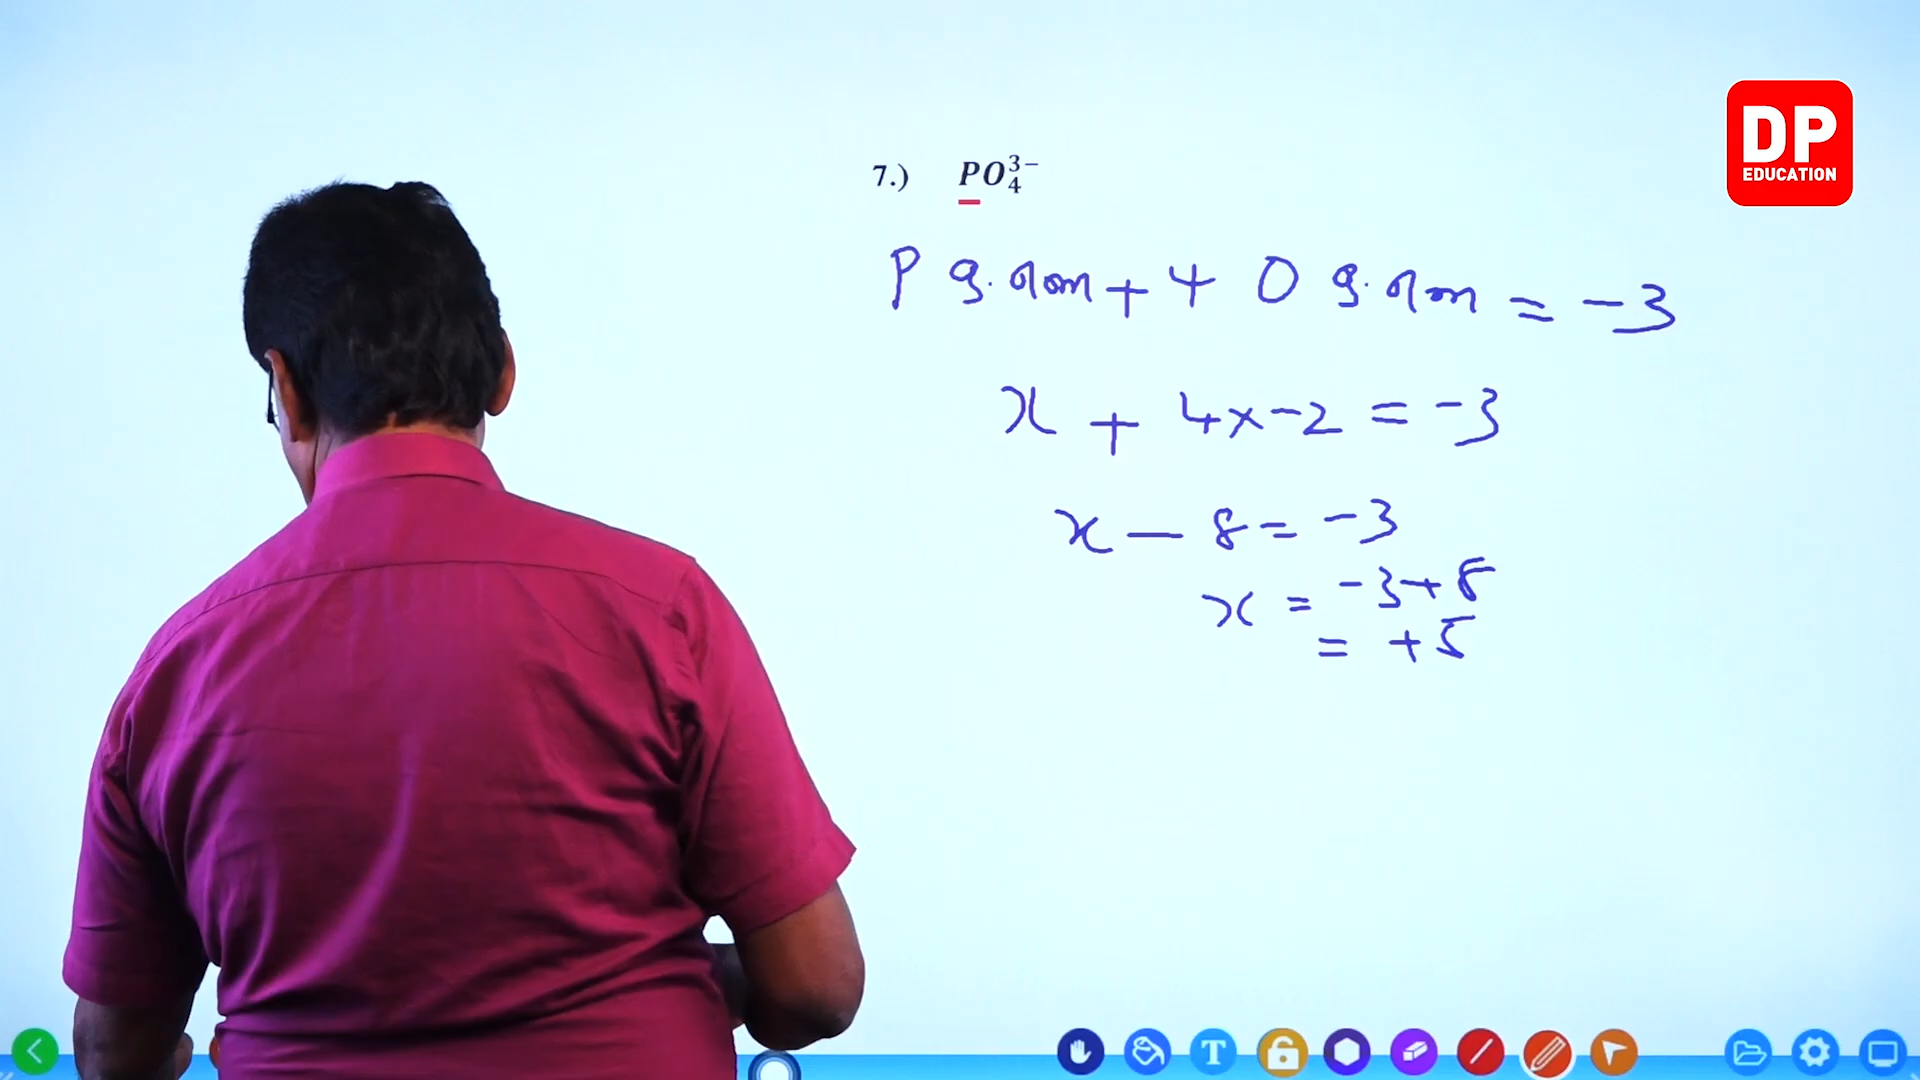 DP
EDUCATION
7.) PO₄³⁻
P + 4 O = -3
x + 4x-2 = -3
x - 8 = -3
x = -3+8
= +5
T